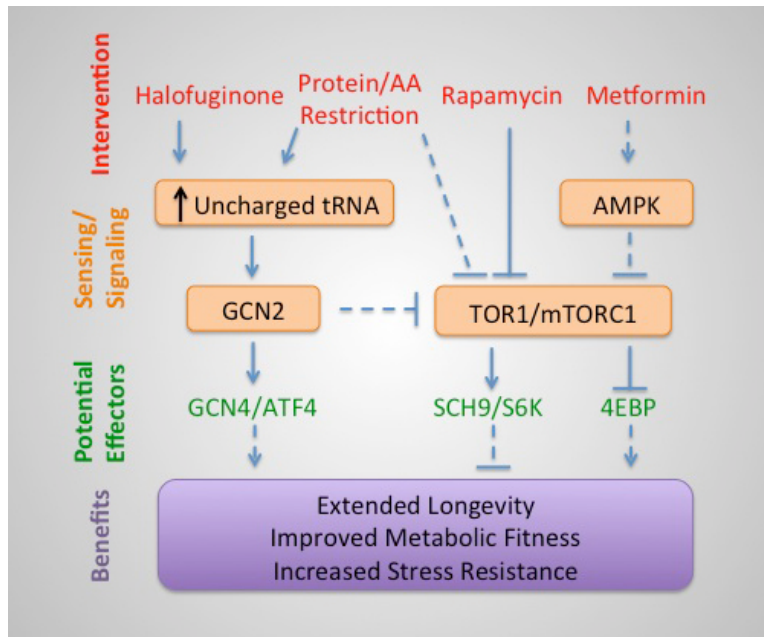 Intervention
Halofuginone
Protein/AA
Restriction
Rapamycin
Metformin
Sensing/
Signaling
↑ Uncharged tRNA
AMPK
GCN2
TOR1/mTORC1
Potential
Effectors
GCN4/ATF4
SCH9/S6K
4EBP
Benefits
Extended Longevity
Improved Metabolic Fitness
Increased Stress Resistance